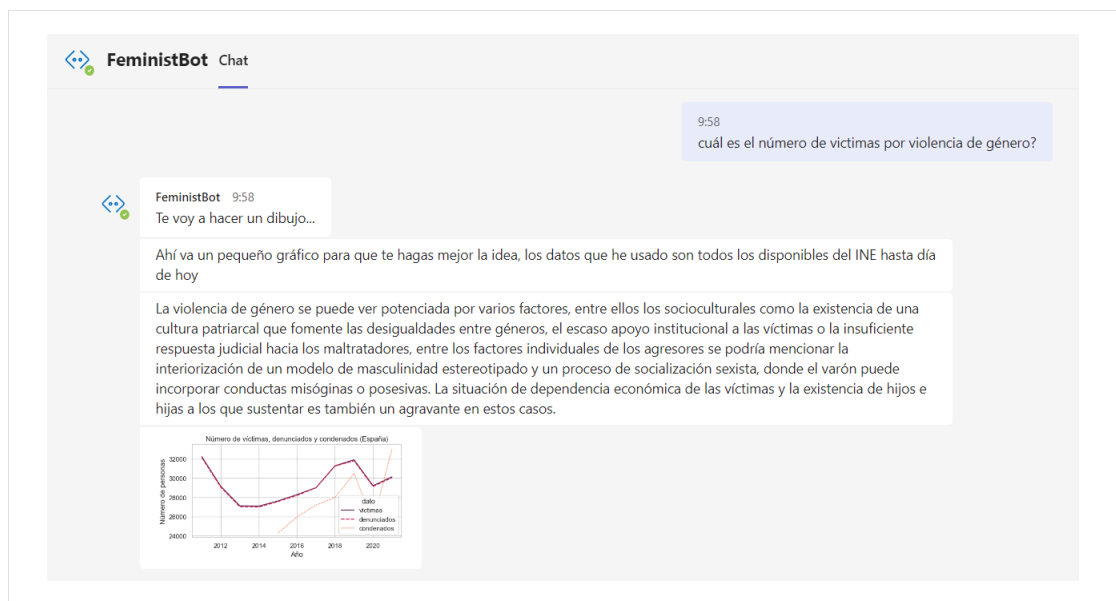 FeministBot Chat
9:58
cuál es el número de victimas por violencia de género?
FeministBot 9:58
Te voy a hacer un dibujo...
Ahí va un pequeño gráfico para que te hagas mejor la idea, los datos que he usado son todos los disponibles del INE hasta día
de hoy
La violencia de género se puede ver potenciada por varios factores, entre ellos los socioculturales como la existencia de una
cultura patriarcal que fomente las desigualdades entre géneros, el escaso apoyo institucional a las víctimas o la insuficiente
respuesta judicial hacia los maltratadores, entre los factores individuales de los agresores se podría mencionar la
interiorización de un modelo de masculinidad estereotipado y un proceso de socialización sexista, donde el varón puede
incorporar conductas misóginas o posesivas. La situación de dependencia económica de las víctimas y la existencia de hijos e
hijas a los que sustentar es también un agravante en estos casos.
Número de víctimas, denunciados y condenados (España)
Número de personas
32000
30000
28000
26000
24000
dato
víctimas
denunciados
condenados
2012 2014 2016 2018 2020
Año